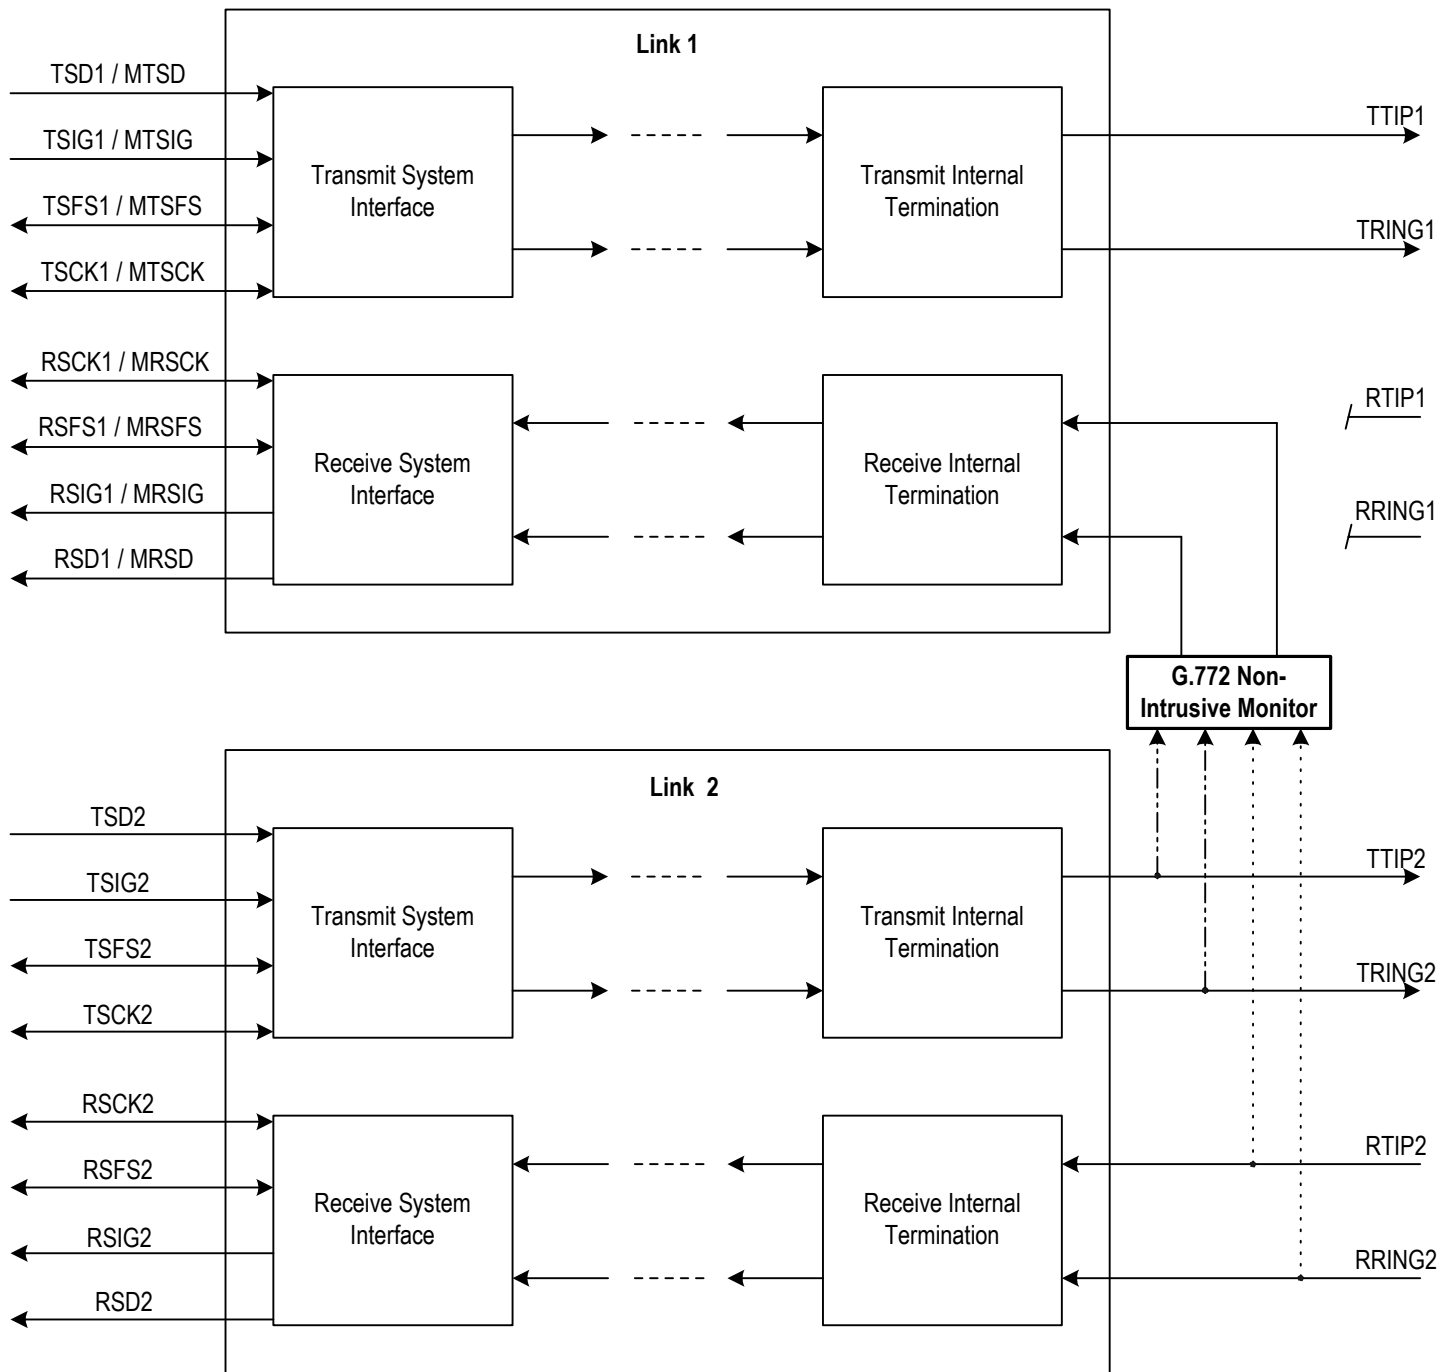 Link 1
TSD1 / MTSD
TSIG1 / MTSIG
TSFS1 / MTSFS
TSCK1 / MTSCK
Transmit System
Interface
Transmit Internal
Termination
TTIP1
TRING1
RSCK1 / MRSCK
RSFS1 / MRSFS
RSIG1 / MRSIG
RSD1 / MRSD
Receive System
Interface
Receive Internal
Termination
RTIP1
RRING1
G.772 Non-
Intrusive Monitor
Link 2
TSD2
TSIG2
TSFS2
TSCK2
Transmit System
Interface
Transmit Internal
Termination
TTIP2
TRING2
RSCK2
RSFS2
RSIG2
RSD2
Receive System
Interface
Receive Internal
Termination
RTIP2
RRING2